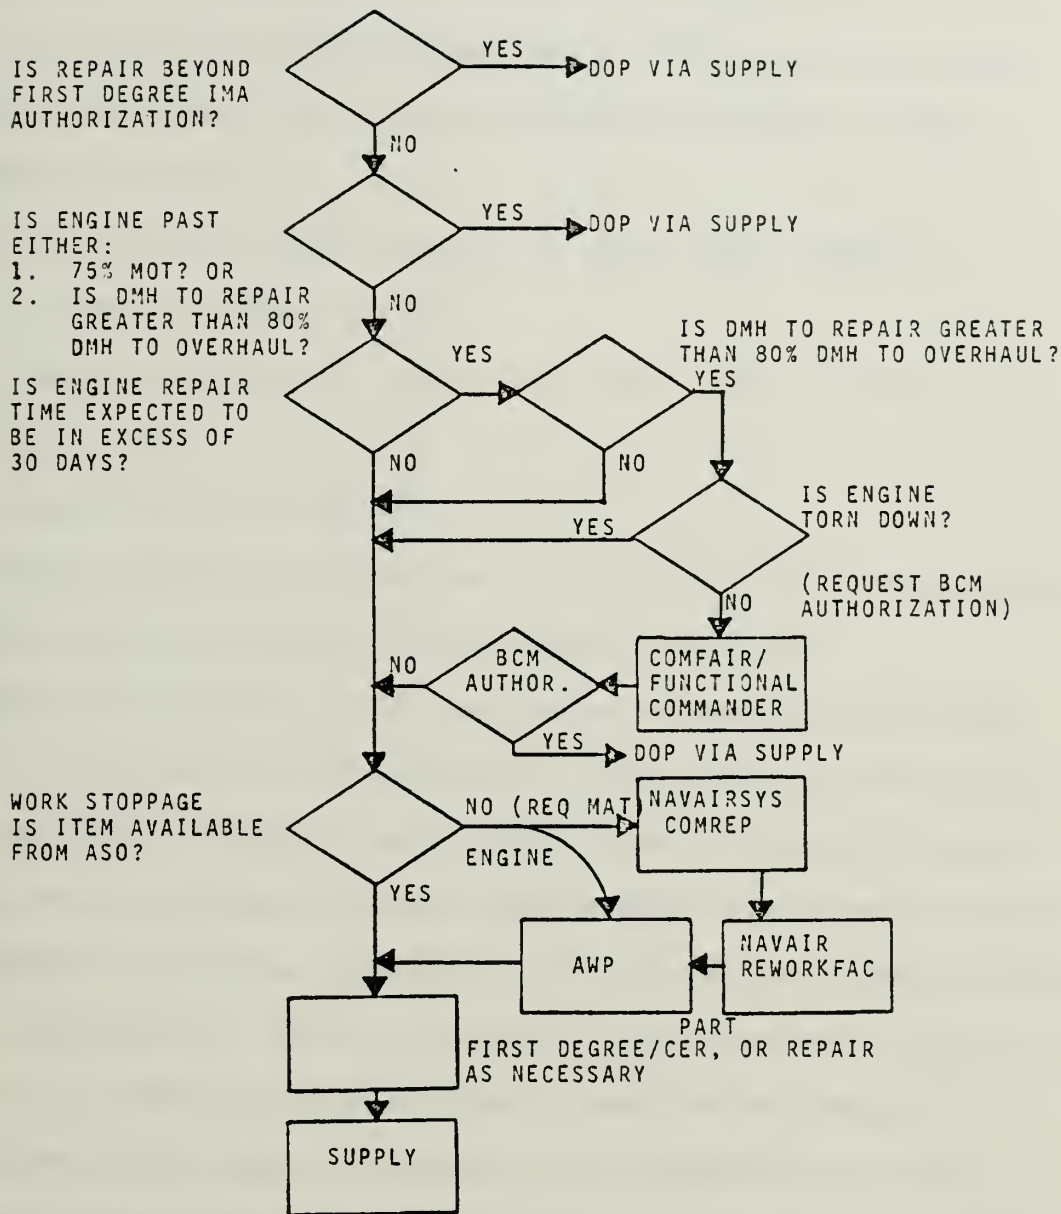 YES
DOP VIA SUPPLY
IS REPAIR BEYOND
FIRST DEGREE IMA
AUTHORIZATION?
NO
YES
DOP VIA SUPPLY
IS ENGINE PAST
EITHER:
1. 75% MOT? OR
2. IS DMH TO REPAIR
GREATER THAN 80%
DMH TO OVERHAUL?
NO
IS DMH TO REPAIR GREATER
THAN 80% DMH TO OVERHAUL?
YES
YES
IS ENGINE REPAIR
TIME EXPECTED TO
BE IN EXCESS OF
30 DAYS?
NO
NO
IS ENGINE
TORN DOWN?
YES
(REQUEST BCM
AUTHORIZATION)
NO
NO
BCM
AUTHOR.
COMFAIR/
FUNCTIONAL
COMMANDER
YES
DOP VIA SUPPLY
WORK STOPPAGE
IS ITEM AVAILABLE
FROM ASO?
NO (REQ MAT)
NAVAIRSYS
COMREP
ENGINE
YES
AWP
NAVAIR
REWORKFAC
PART
FIRST DEGREE/CER, OR REPAIR
AS NECESSARY
SUPPLY